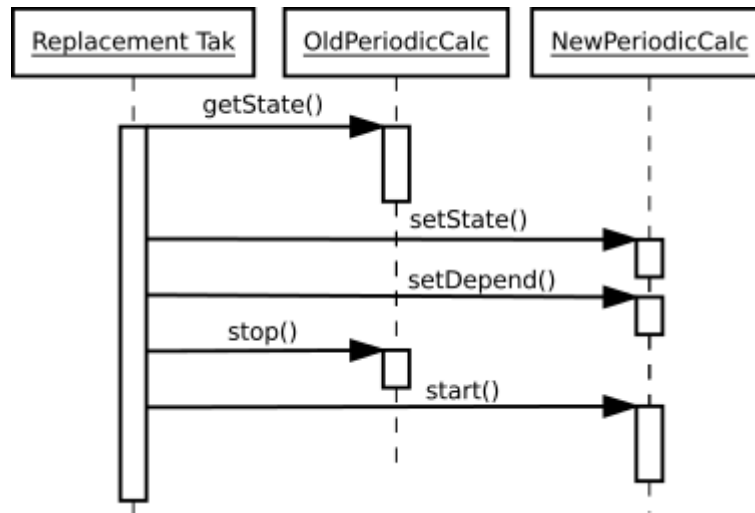 Replacement Tak
OldPeriodicCalc
NewPeriodicCalc
getState()
setState()
setDepend()
stop()
start()